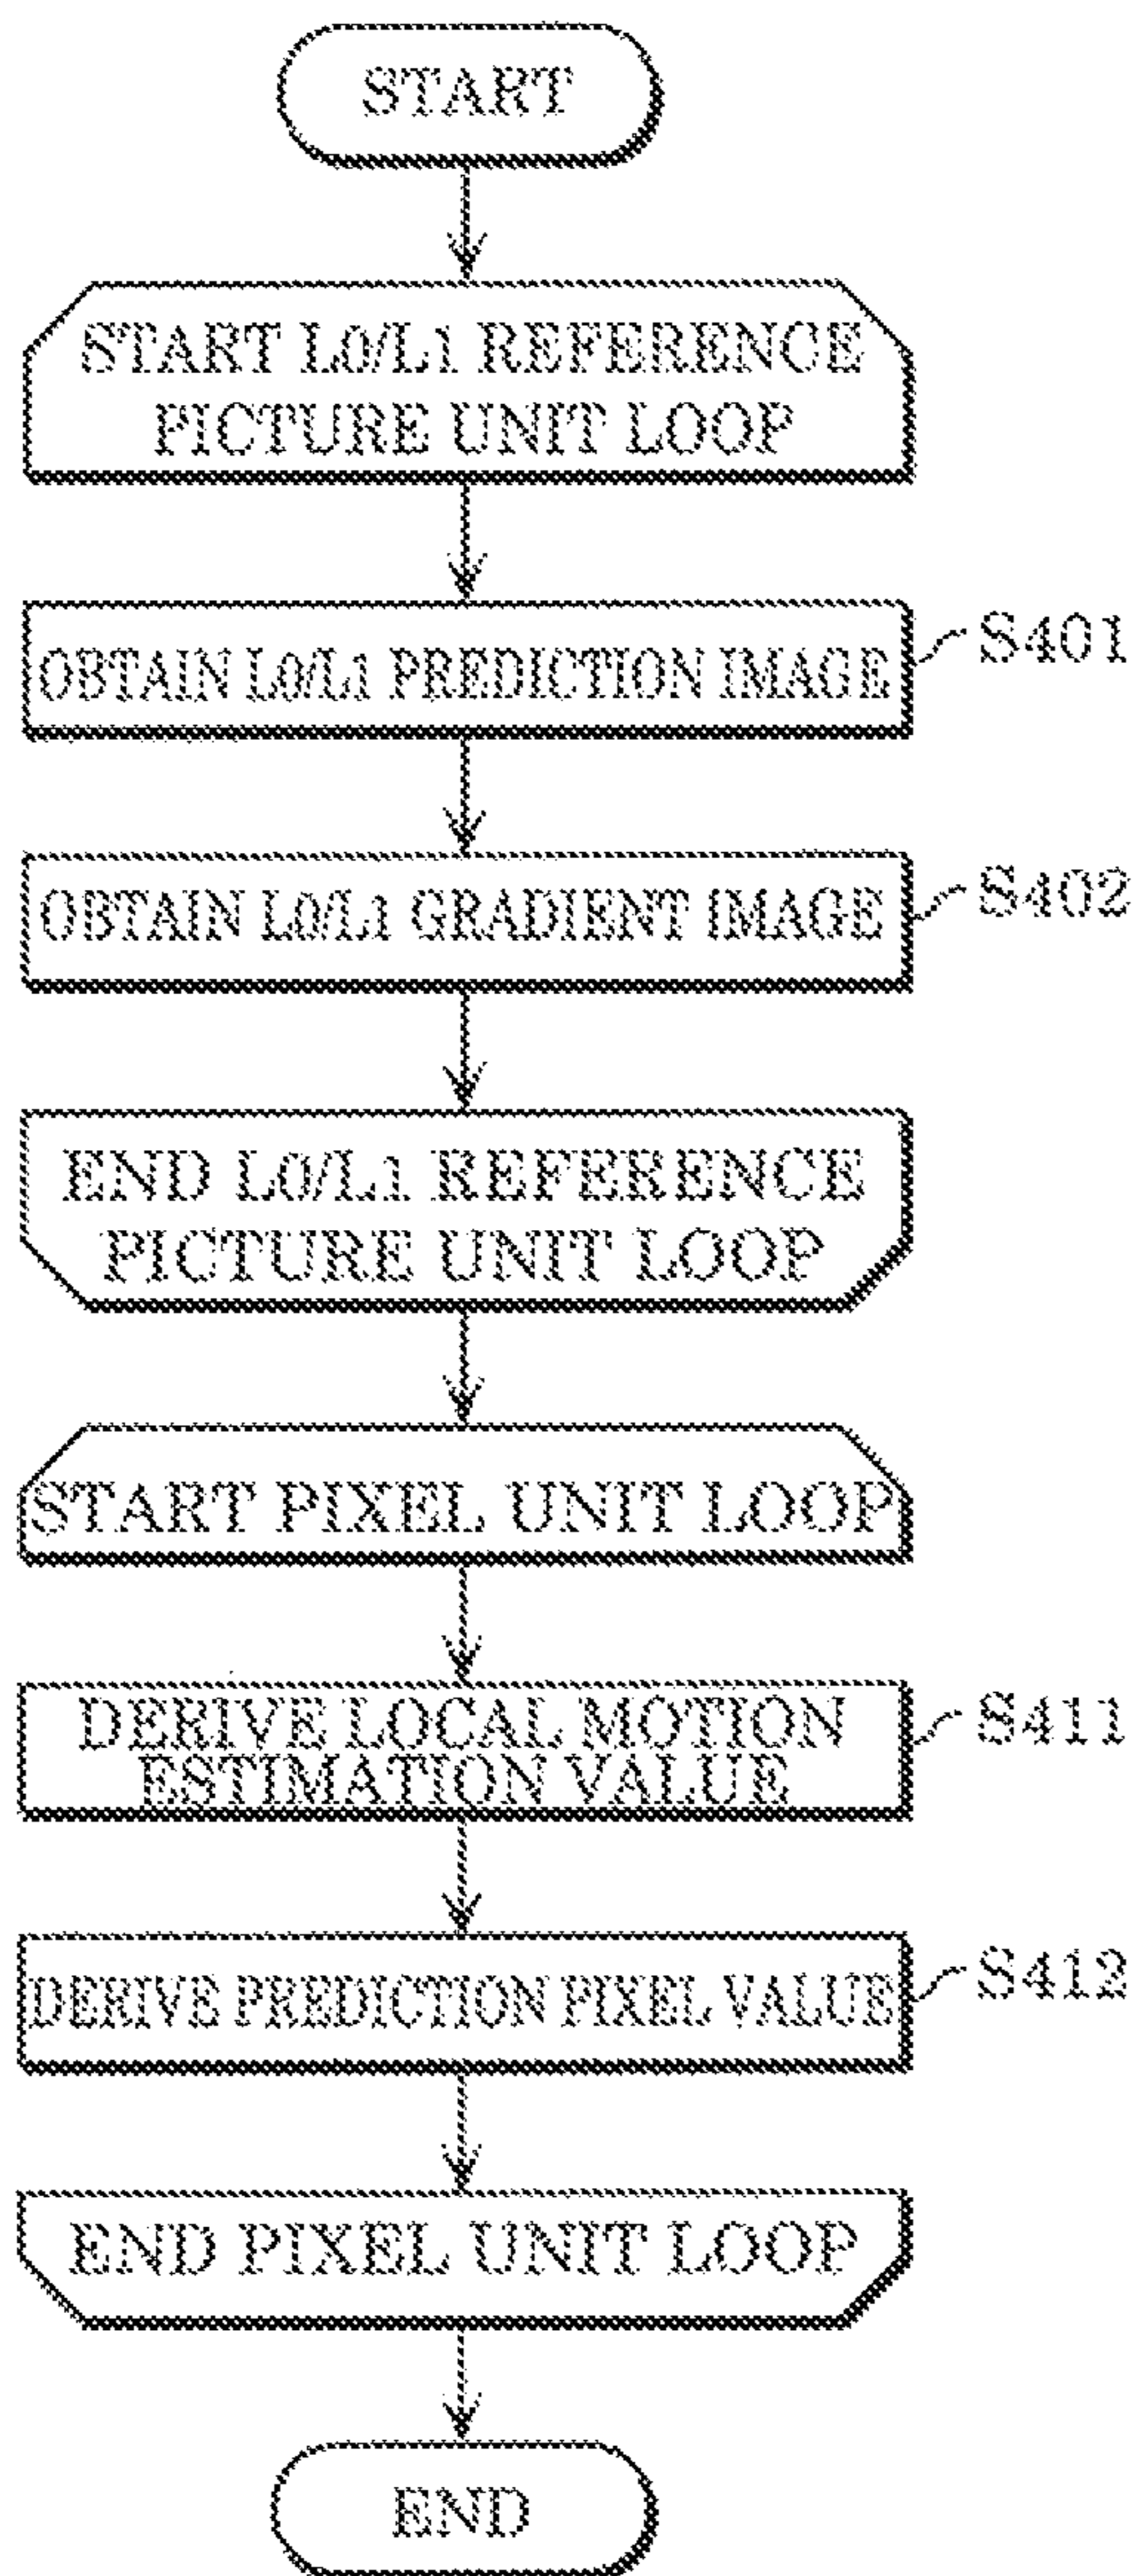 START
START L0/L1 REFERENCE
PICTURE UNIT LOOP
OBTAIN L0/L1 PREDICTION IMAGE
S401
OBTAIN L0/L1 GRADIENT IMAGE
S402
END L0/L1 REFERENCE
PICTURE UNIT LOOP
START PIXEL UNIT LOOP
DERIVE LOCAL MOTION
ESTIMATION VALUE
S411
DERIVE PREDICTION PIXEL VALUE
S412
END PIXEL UNIT LOOP
END